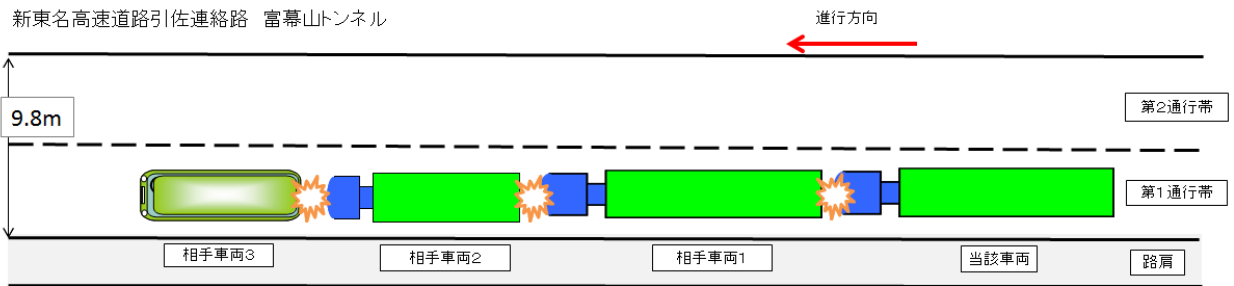 新東名高速道路引佐連絡路 富幕山トンネル
進行方向
9.8m
第2通行帯
第1通行帯
相手車両3
相手車両2
相手車両1
当該車両
路肩